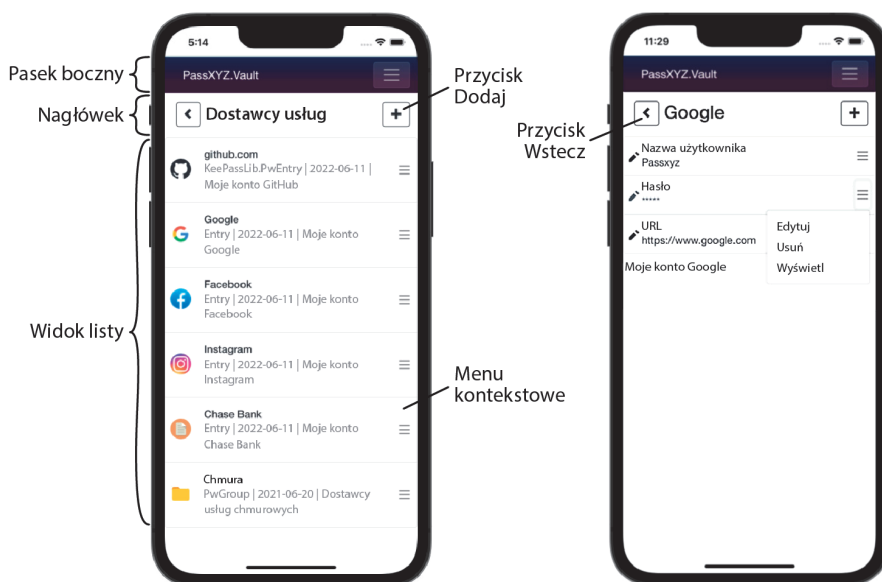 Pasek boczny
Nagłówek
Widok listy
5:14
PassXYZ.Vault
Dostawcy usług
github.com
KeePassLib.PwEntry | 2022-06-11 |
Moje konto GitHub
Google
Entry | 2022-06-11 | Moje konto
Google
Facebook
Entry | 2022-06-11 | Moje konto
Facebook
Instagram
Entry | 2022-06-11 | Moje konto
Instagram
Chase Bank
Entry | 2022-06-11 | Moje konto
Chase Bank
Chmura
PwGroup | 2021-06-20 | Dostawcy
usług chmurowych
Przycisk
Dodaj
Menu
kontekstowe
Przycisk
Wstecz
11:29
PassXYZ.Vault
Google
Nazwa użytkownika
Passxyz
Hasło
*****
URL
https://www.google.com
Moje konto Google
Edytuj
Usuń
Wyświetl